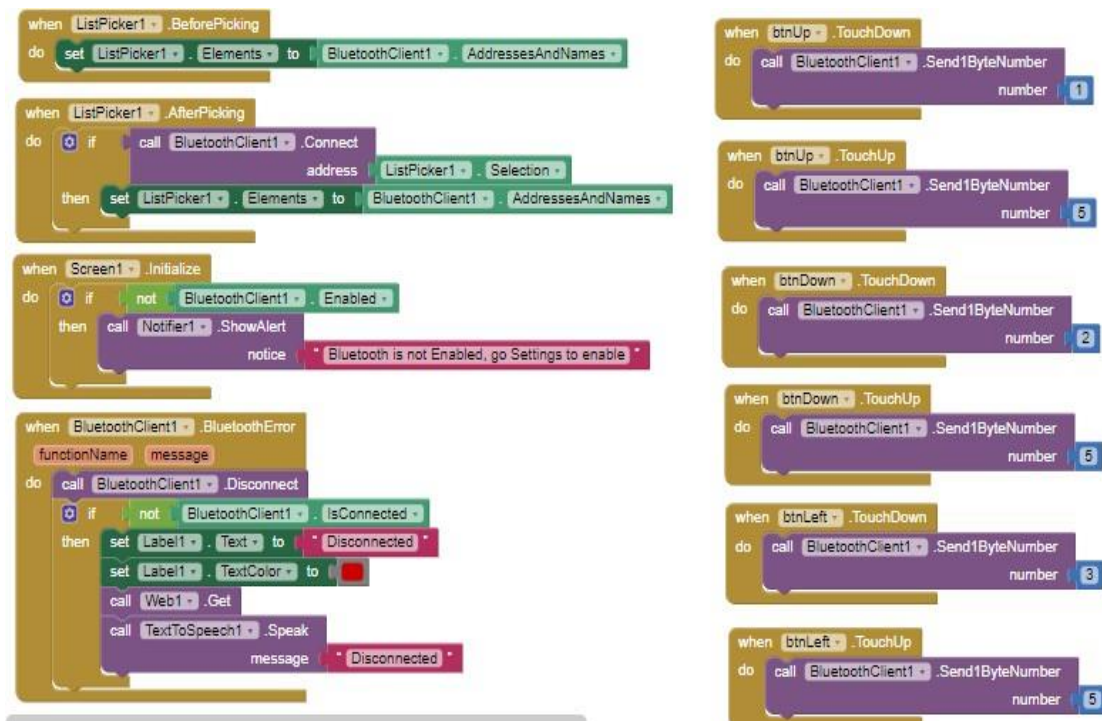 when ListPicker1 .BeforePicking
do set ListPicker1 . Elements to BluetoothClient1 . AddressesAndNames
when ListPicker1 .AfterPicking
do if call BluetoothClient1 .Connect
address ListPicker1 . Selection
then set ListPicker1 . Elements to BluetoothClient1 . AddressesAndNames
when Screen1 .Initialize
do if not BluetoothClient1 . Enabled
then call Notifier1 .ShowAlert
notice " Bluetooth is not Enabled, go Settings to enable "
when BluetoothClient1 .BluetoothError
functionName message
do call BluetoothClient1 .Disconnect
if not BluetoothClient1 . IsConnected
then set Label1 . Text to " Disconnected "
set Label1 . TextColor to
call Web1 .Get
call TextToSpeech1 .Speak
message " Disconnected "
when btnUp .TouchDown
do call BluetoothClient1 .Send1ByteNumber
number 1
when btnUp .TouchUp
do call BluetoothClient1 .Send1ByteNumber
number 5
when btnDown .TouchDown
do call BluetoothClient1 .Send1ByteNumber
number 2
when btnDown .TouchUp
do call BluetoothClient1 .Send1ByteNumber
number 5
when btnLeft .TouchDown
do call BluetoothClient1 .Send1ByteNumber
number 3
when btnLeft .TouchUp
do call BluetoothClient1 .Send1ByteNumber
number 5